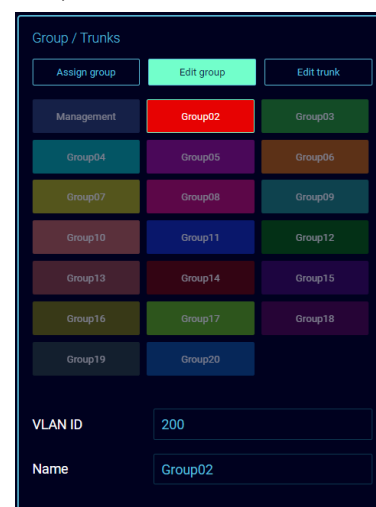 Group / Trunks
Assign group Edit group Edit trunk
Management Group02 Group03
Group04 Group05 Group06
Group07 Group08 Group09
Group10 Group11 Group12
Group13 Group14 Group15
Group16 Group17 Group18
Group19 Group20
VLAN ID 200
Name Group02